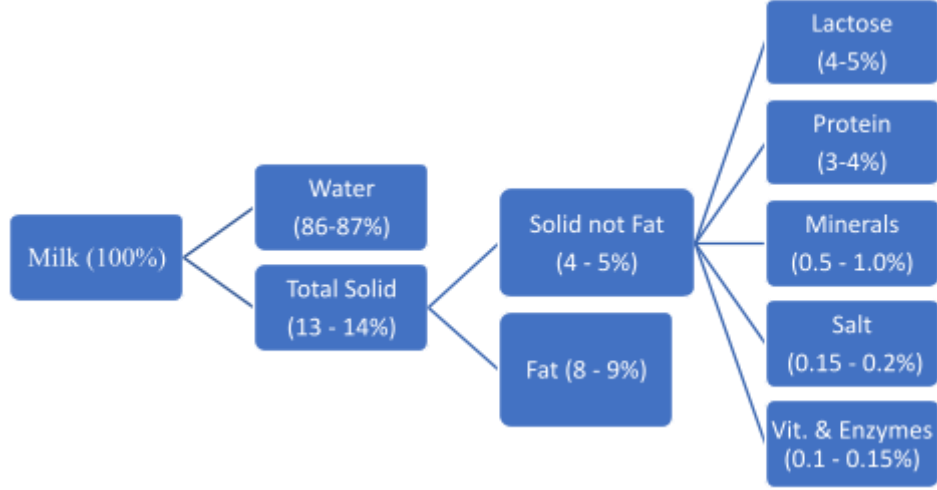 Milk (100%)
Water
(86-87%)
Total Solid
(13 - 14%)
Solid not Fat
(4 - 5%)
Fat (8 - 9%)
Lactose
(4-5%)
Protein
(3-4%)
Minerals
(0.5 - 1.0%)
Salt
(0.15 - 0.2%)
Vit. & Enzymes
(0.1 - 0.15%)